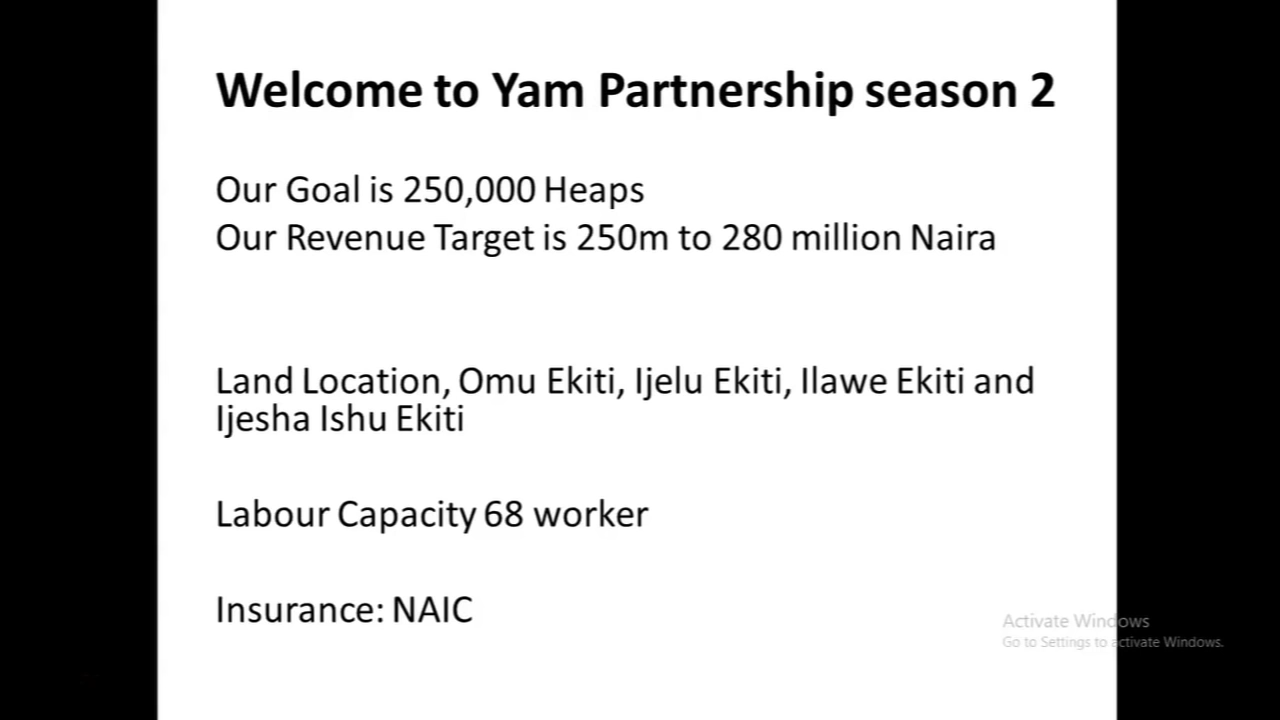 Welcome to Yam Partnership season 2
Our Goal is 250,000 Heaps
Our Revenue Target is 250m to 280 million Naira
Land Location, Omu Ekiti, Ijelu Ekiti, Ilawe Ekiti and
Ijesha Ishu Ekiti
Labour Capacity 68 worker
Insurance: NAIC
Activate Windows
Go to Settings to activate Windows.